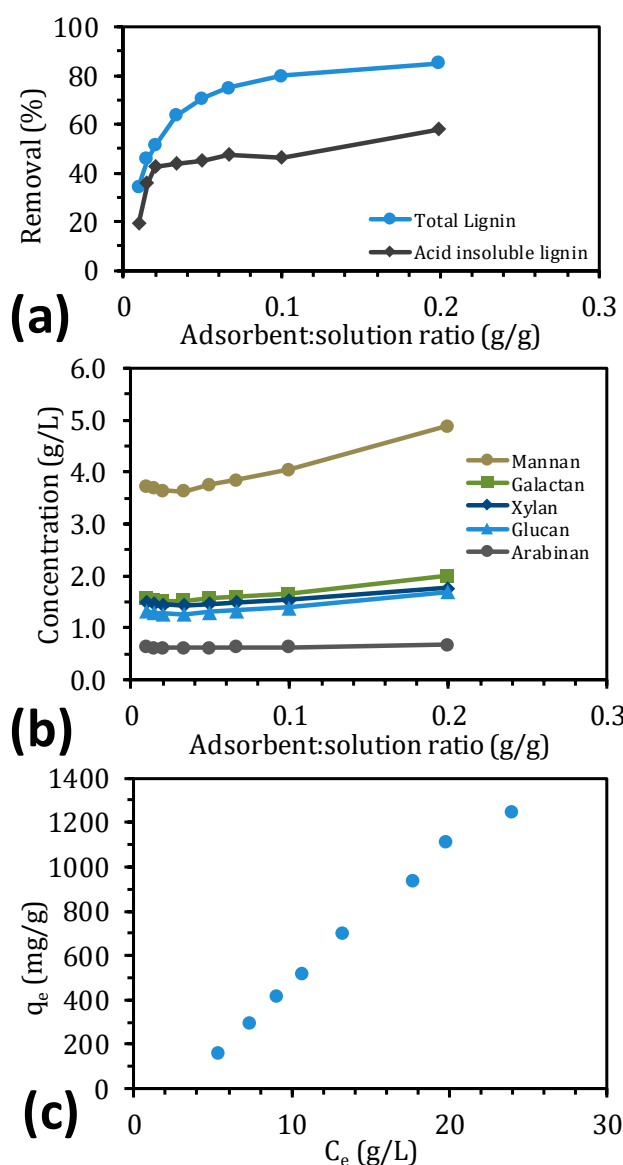 100
80
60
40
20
0
Removal (%)
Total Lignin
Acid insoluble lignin
0
0.1
0.2
0.3
Adsorbent:solution ratio (g/g)
(a)
6.0
5.0
4.0
3.0
2.0
1.0
0.0
Concentration (g/L)
Mannan
Galactan
Xylan
Glucan
Arabinan
0
0.1
0.2
0.3
Adsorbent:solution ratio (g/g)
(b)
1400
1200
1000
800
600
400
200
0
qe (mg/g)
0
10
20
30
Ce (g/L)
(c)